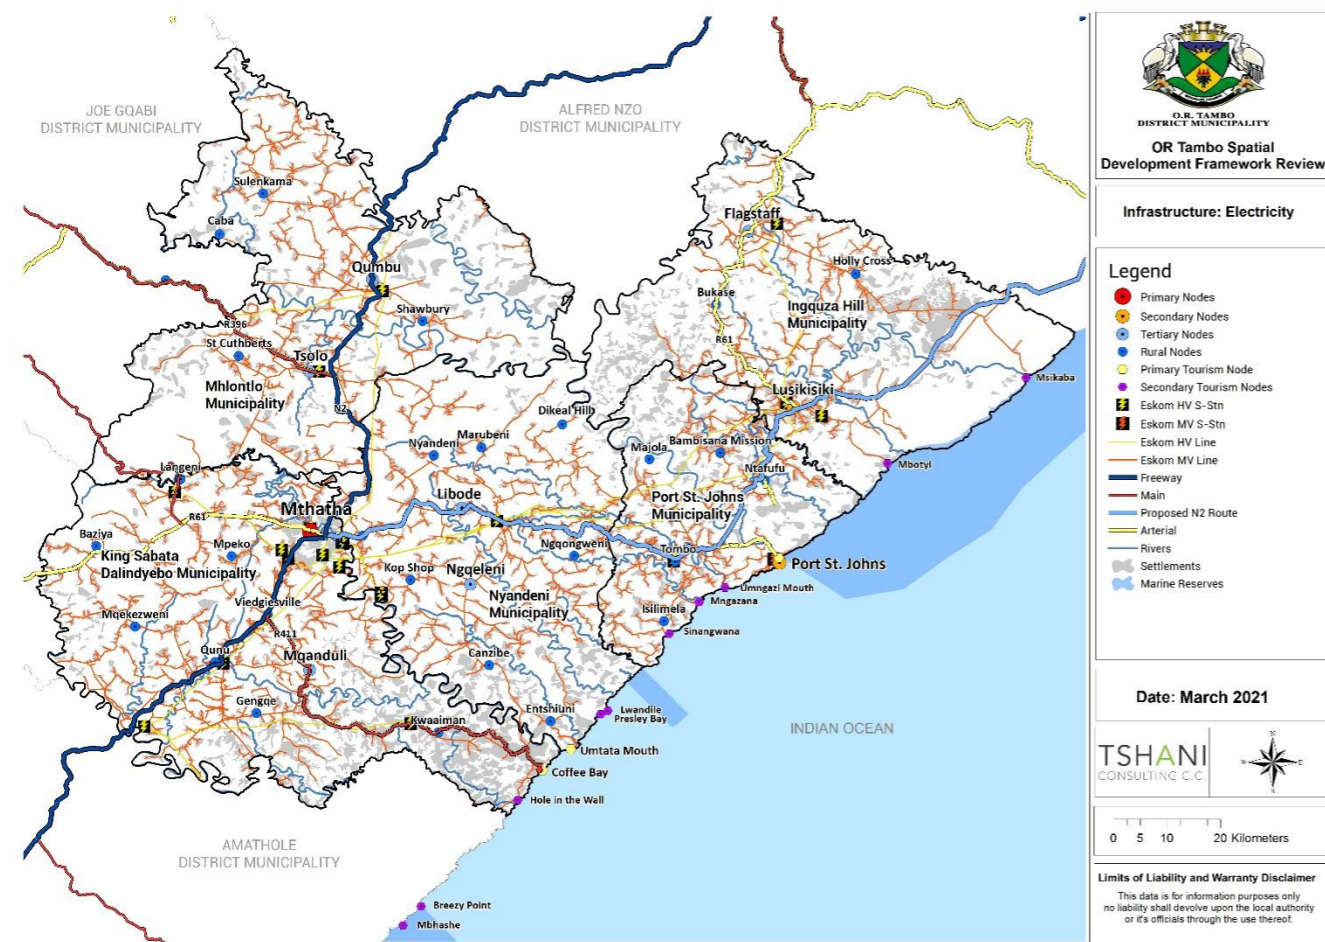 JOE GQABI
DISTRICT MUNICIPALITY
ALFRED NZO
DISTRICT MUNICIPALITY
Sulenkama
Caba
Flagstaff
Qumbu
Holly Cross
Bukase
Ingquza Hill
Municipality
Shawbury
R396
St Cuthberts
Tsolo
R61
Mhlontlo
Municipality
Lusikisiki
Msikaba
N2
Dikeal Hill
Nyandeni
Marubeni
Majola
Bambisana Mission
Mbotyi
Langeni
Ntafufu
Libode
Port St. Johns
Municipality
Mthatha
R61
Baziya
King Sabata
Dalindyebo Municipality
Mpeko
Ngqongweni
Tombo
Port St. Johns
Kop Shop
Ngqeleni
Nyandeni
Municipality
Umngazi Mouth
Mngazana
Viedgiesville
Mqekezweni
R411
Isilimela
Sinangwana
Qunu
Mqanduli
Canzibe
Gengqe
Kwaaiman
Entshiuni
Lwandile
Presley Bay
INDIAN OCEAN
Umtata Mouth
Coffee Bay
Hole in the Wall
AMATHOLE
DISTRICT MUNICIPALITY
Breezy Point
Mbhashe
O.R. TAMBO
DISTRICT MUNICIPALITY
OR Tambo Spatial
Development Framework Review
Infrastructure: Electricity
Legend
Primary Nodes
Secondary Nodes
Tertiary Nodes
Rural Nodes
Primary Tourism Node
Secondary Tourism Nodes
Eskom HV S-Stn
Eskom MV S-Stn
Eskom HV Line
Eskom MV Line
Freeway
Main
Proposed N2 Route
Arterial
Rivers
Settlements
Marine Reserves
Date: March 2021
TSHANI
CONSULTING C.C.
N
W E
S
0 5 10 20 Kilometers
Limits of Liability and Warranty Disclaimer
This data is for information purposes only
no liability shall devolve upon the local authority
or it's officials through the use thereof.